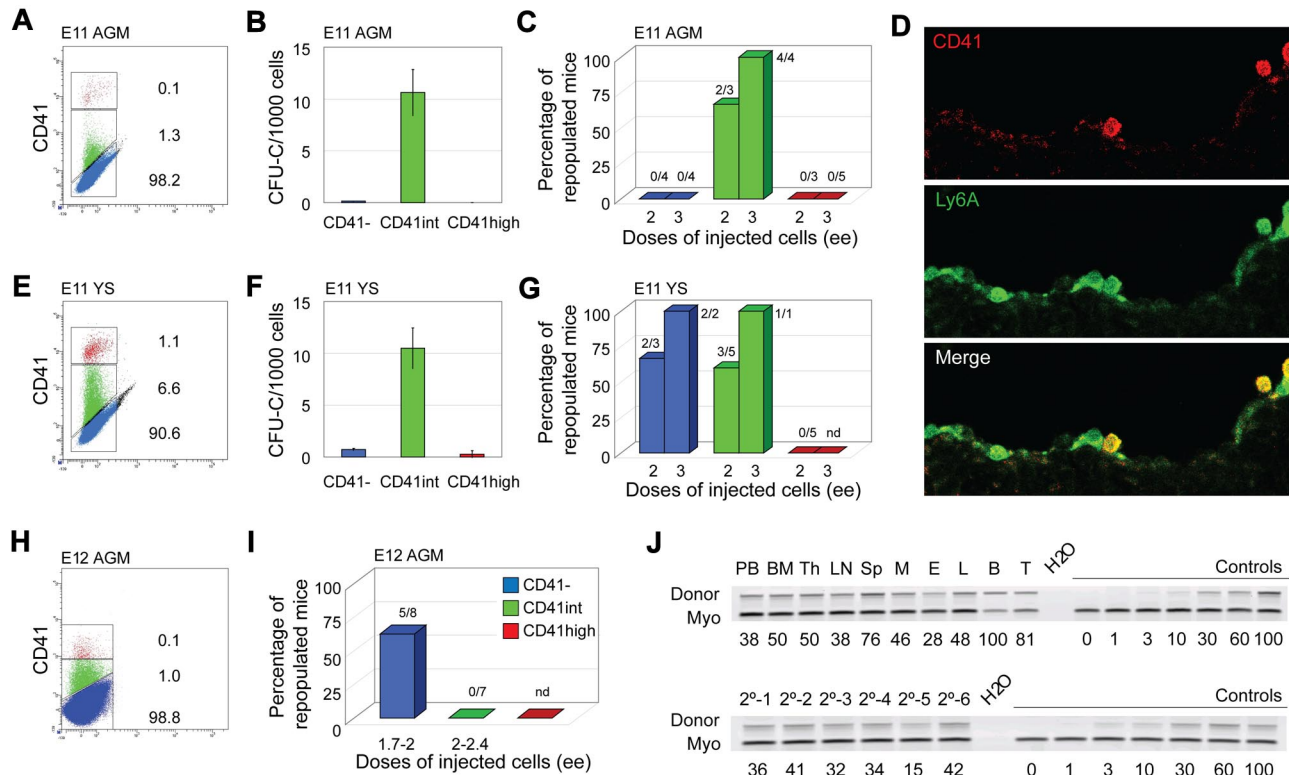 A
E11 AGM
CD41
0.1
1.3
98.2
B
E11 AGM
CFU-C/1000 cells
15
10
5
0
CD41- CD41int CD41high
C
E11 AGM
Percentage of
repopulated mice
100
75
50
25
0
0/4 0/4
2/3
4/4
0/3 0/5
2 3 2 3 2 3
Doses of injected cells (ee)
D
CD41
Ly6A
Merge
E
E11 YS
CD41
1.1
6.6
90.6
F
E11 YS
CFU-C/1000 cells
15
10
5
0
CD41- CD41int CD41high
G
E11 YS
Percentage of
repopulated mice
100
75
50
25
0
2/3
2/2
3/5
1/1
0/5 nd
2 3 2 3 2 3
Doses of injected cells (ee)
H
E12 AGM
CD41
0.1
1.0
98.8
I
E12 AGM
Percentage of
repopulated mice
100
75
50
25
0
5/8
0/7
nd
CD41-
CD41int
CD41high
1.7-2 2-2.4
Doses of injected cells (ee)
J
PB BM Th LN Sp M E L B T H2O Controls
Donor
Myo
38 50 50 38 76 46 28 48 100 81 0 1 3 10 30 60 100
2º-1 2º-2 2º-3 2º-4 2º-5 2º-6 H2O Controls
Donor
Myo
36 41 32 34 15 42 0 1 3 10 30 60 100